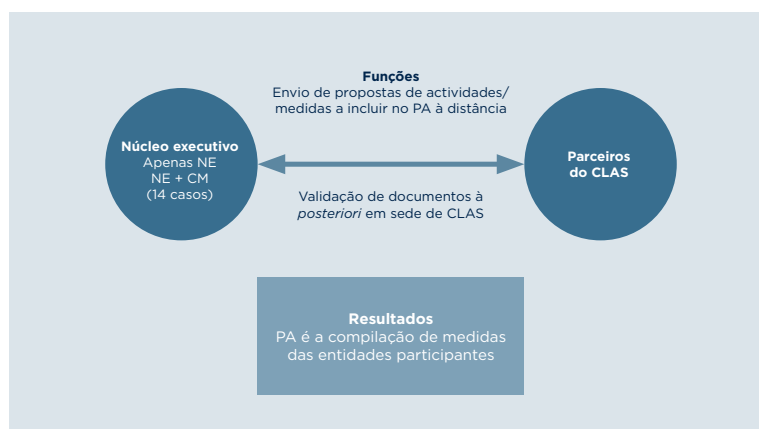 Funções
Envio de propostas de actividades/
medidas a incluir no PA à distância
Núcleo executivo
Apenas NE
NE + CM
(14 casos)
Parceiros
do CLAS
Validação de documentos à
posteriori em sede de CLAS
Resultados
PA é a compilação de medidas
das entidades participantes